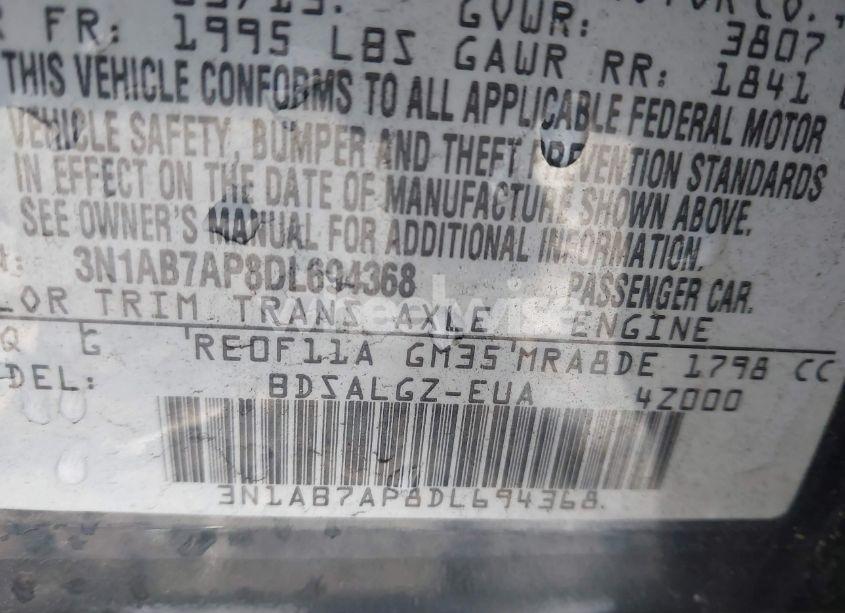 GVWR:
FR: 1995 LBS GAWR RR: 3807
1841
THIS VEHICLE CONFORMS TO ALL APPLICABLE FEDERAL MOTOR
VEHICLE SAFETY, BUMPER AND THEFT PREVENTION STANDARDS
IN EFFECT ON THE DATE OF MANUFACTURE SHOWN ABOVE.
SEE OWNER'S MANUAL FOR ADDITIONAL INFORMATION.
3N1AB7AP8DL694368 PASSENGER CAR.
LOR TRIM TRANS AXLE ENGINE
Q G RE0F11A GM35 MRA8DE 1798 CC
DEL: BDSALGZ-EUA 4Z000
3N1AB7AP8DL694368